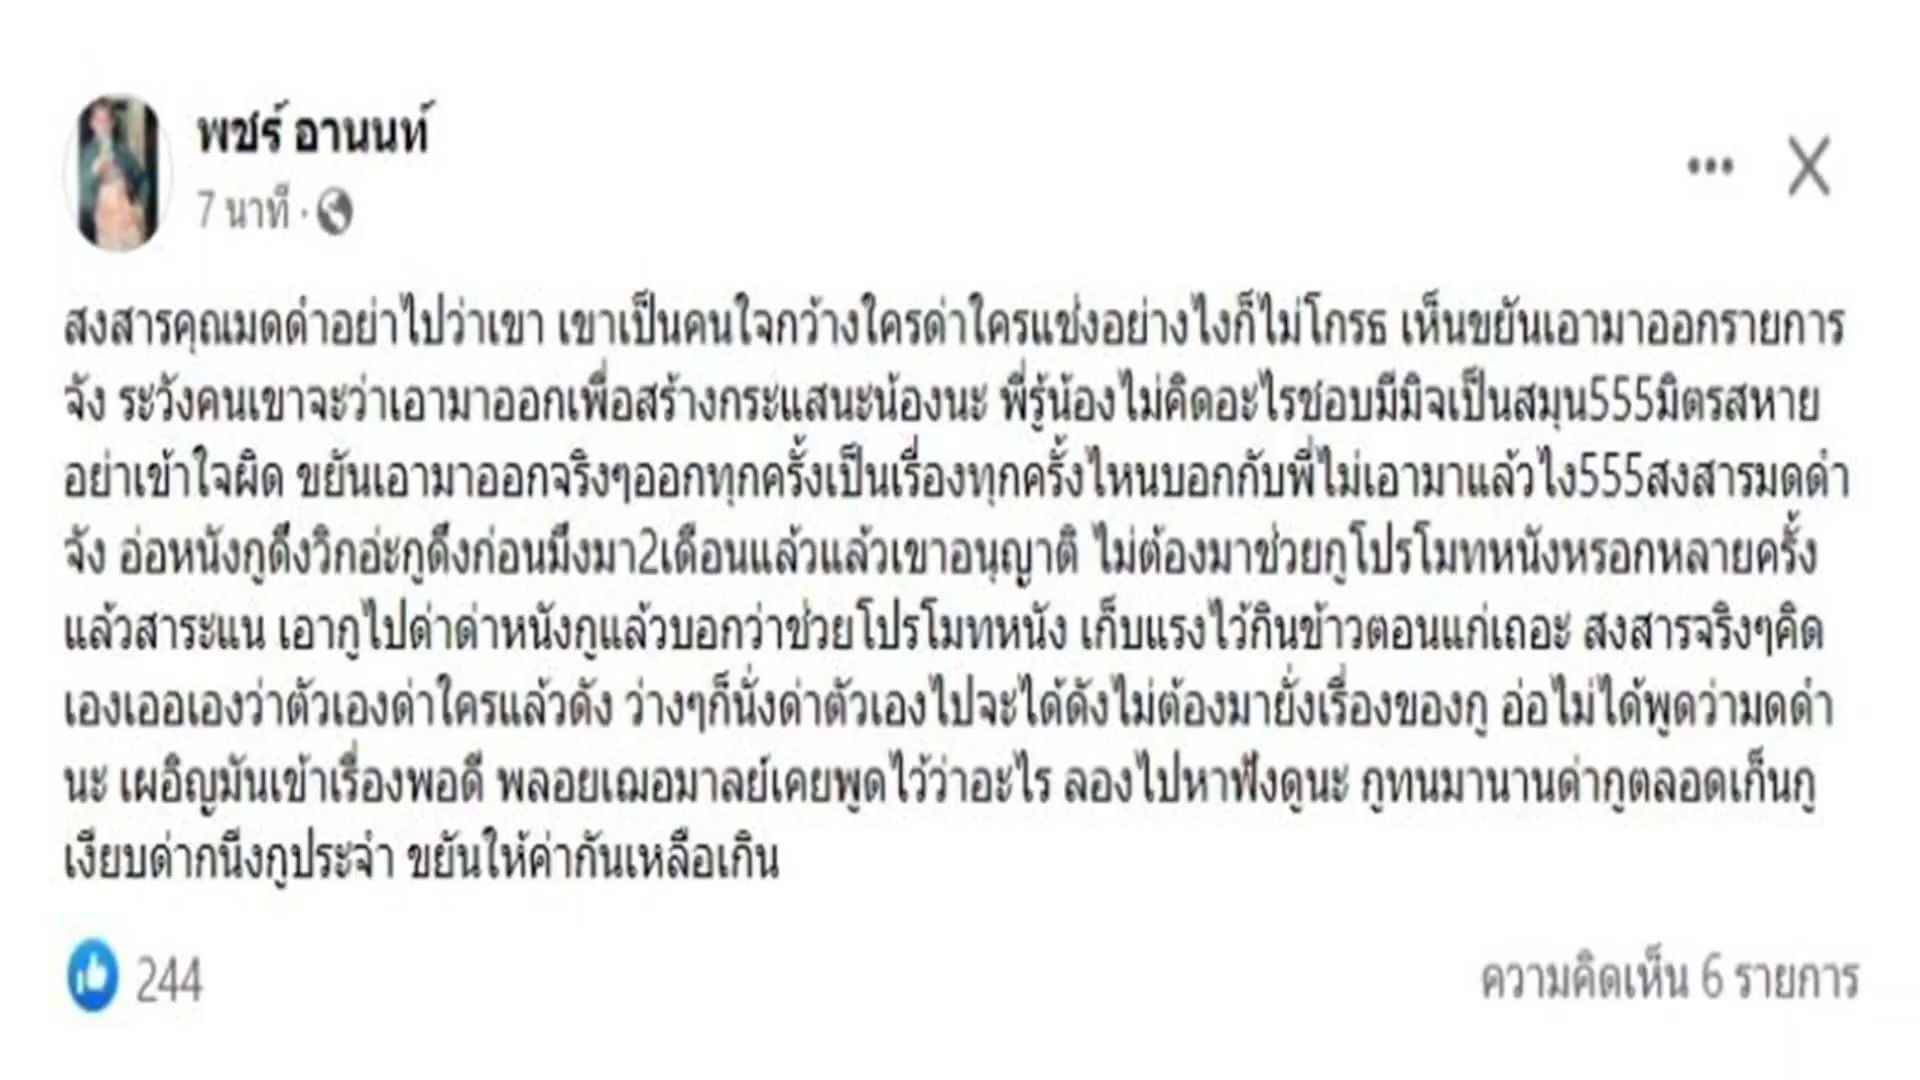 พชร์ อานนท์
7 นาที ·
สงสารคุณมดดำอย่าไปว่าเขา เขาเป็นคนใจกว้างใครด่าใครแช่งอย่างไงก็ไม่โกรธ เห็นขยันเอามาออกรายการ
จัง ระวังคนเขาจะว่าเอามาออกเพื่อสร้างกระแสนะน้องนะ พี่รู้น้องไม่คิดอะไรชอบมีมิจเป็นสมุน555มิตรสหาย
อย่าเข้าใจผิด ขยันเอามาออกจริงๆออกทุกครั้งเป็นเรื่องทุกครั้งไหนบอกกับพี่ไม่เอามาแล้วไง555สงสารมดดำ
จัง อ่อหนังกูดึงวิกอ่ะกูดึงก่อนมึงมา2เดือนแล้วแล้วเขาอนุญาติ ไม่ต้องมาช่วยกูโปรโมทหนังหรอกหลายครั้ง
แล้วสาระแน เอากูไปด่าด่าหนังกูแล้วบอกว่าช่วยโปรโมทหนัง เก็บแรงไว้กินข้าวตอนแก่เถอะ สงสารจริงๆคิด
เองเออเองว่าตัวเองด่าใครแล้วดัง ว่างๆก็นั่งด่าตัวเองไปจะได้ดังไม่ต้องมายั่งเรื่องของกู อ่อไม่ได้พูดว่ามดดำ
นะ เผอิญมันเข้าเรื่องพอดี พลอยเฌอมาลย์เคยพูดไว้ว่าอะไร ลองไปหาฟังดูนะ กูทนมานานด่ากูตลอดเก็นกู
เงียบด่ากนีงกูประจำ ขยันให้ค่ากันเหลือเกิน
244
ความคิดเห็น 6 รายการ